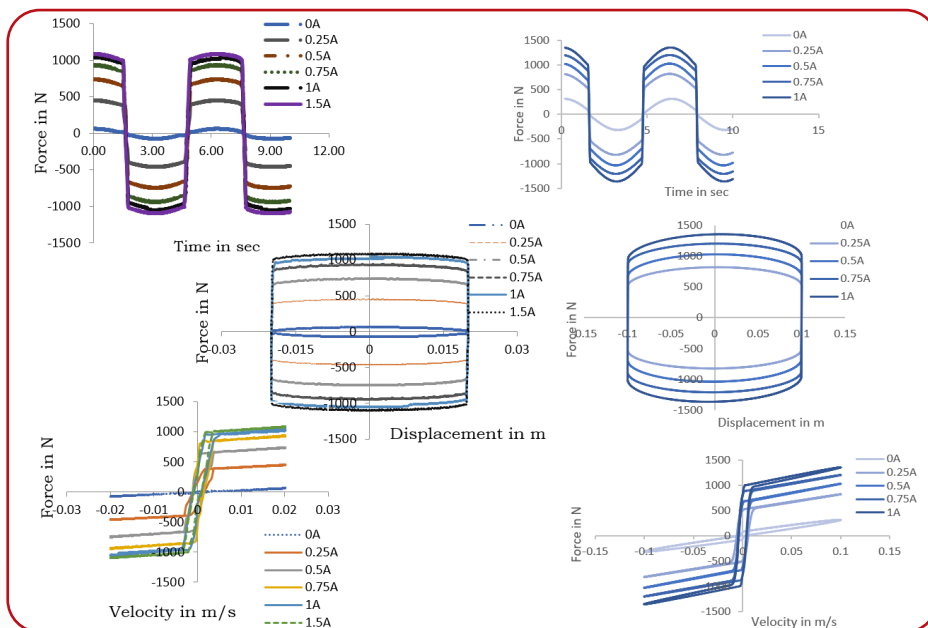 1500
1000
500
0
-500
-1000
-1500
0.00
5.00
10.00
15.00
Force in N
Time in sec
0A
0.25A
0.5A
0.75A
1A
1.5A
1500
1000
500
0
-500
-1000
-1500
0
5
10
15
Force in N
Time in sec
0A
0.25A
0.5A
0.75A
1A
1500
1000
500
0
-500
-1000
-1500
-0.03
-0.015
0
0.015
0.03
Force in N
Displacement in m
0A
0.25A
0.5A
0.75A
1A
1.5A
1500
1000
500
0
-500
-1000
-1500
-0.15
-0.1
-0.05
0
0.05
0.1
0.15
Force in N
Displacement in m
0A
0.25A
0.5A
0.75A
1A
1500
1000
500
0
-500
-1000
-1500
-0.03
-0.02
-0.01
0
0.01
0.02
0.03
Force in N
Velocity in m/s
0A
0.25A
0.5A
0.75A
1A
1.5A
1500
1000
500
0
-500
-1000
-1500
-0.15
-0.1
-0.05
0
0.05
0.1
0.15
Force in N
Velocity in m/s
0A
0.25A
0.5A
0.75A
1A